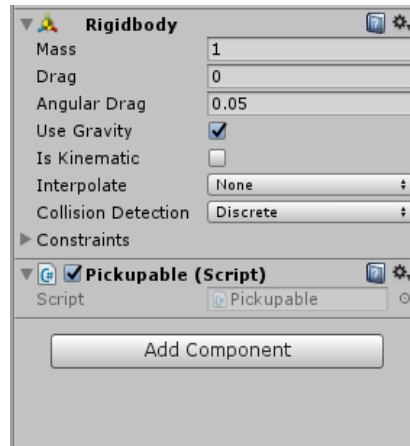 Rigidbody
Mass 1
Drag 0
Angular Drag 0.05
Use Gravity
Is Kinematic
Interpolate None
Collision Detection Discrete
Constraints
Pickupable (Script)
Script Pickupable
Add Component